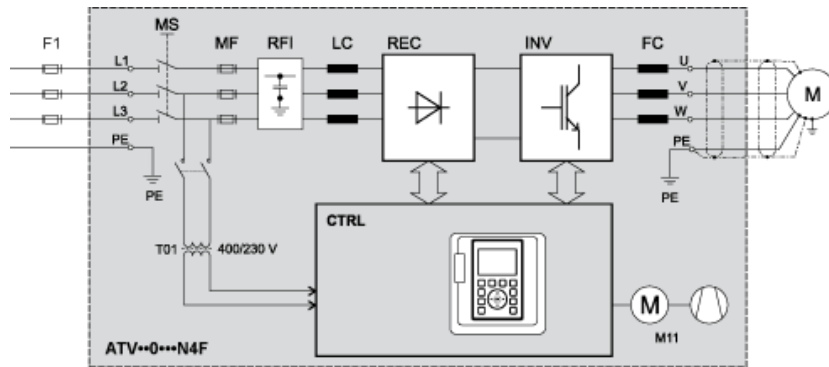 F1 MS MF RFI LC REC INV FC
L1 U
L2 V
L3 W
M
PE PE
PE PE
CTRL
T01 400/230 V
M
M11
ATV••0•••N4F